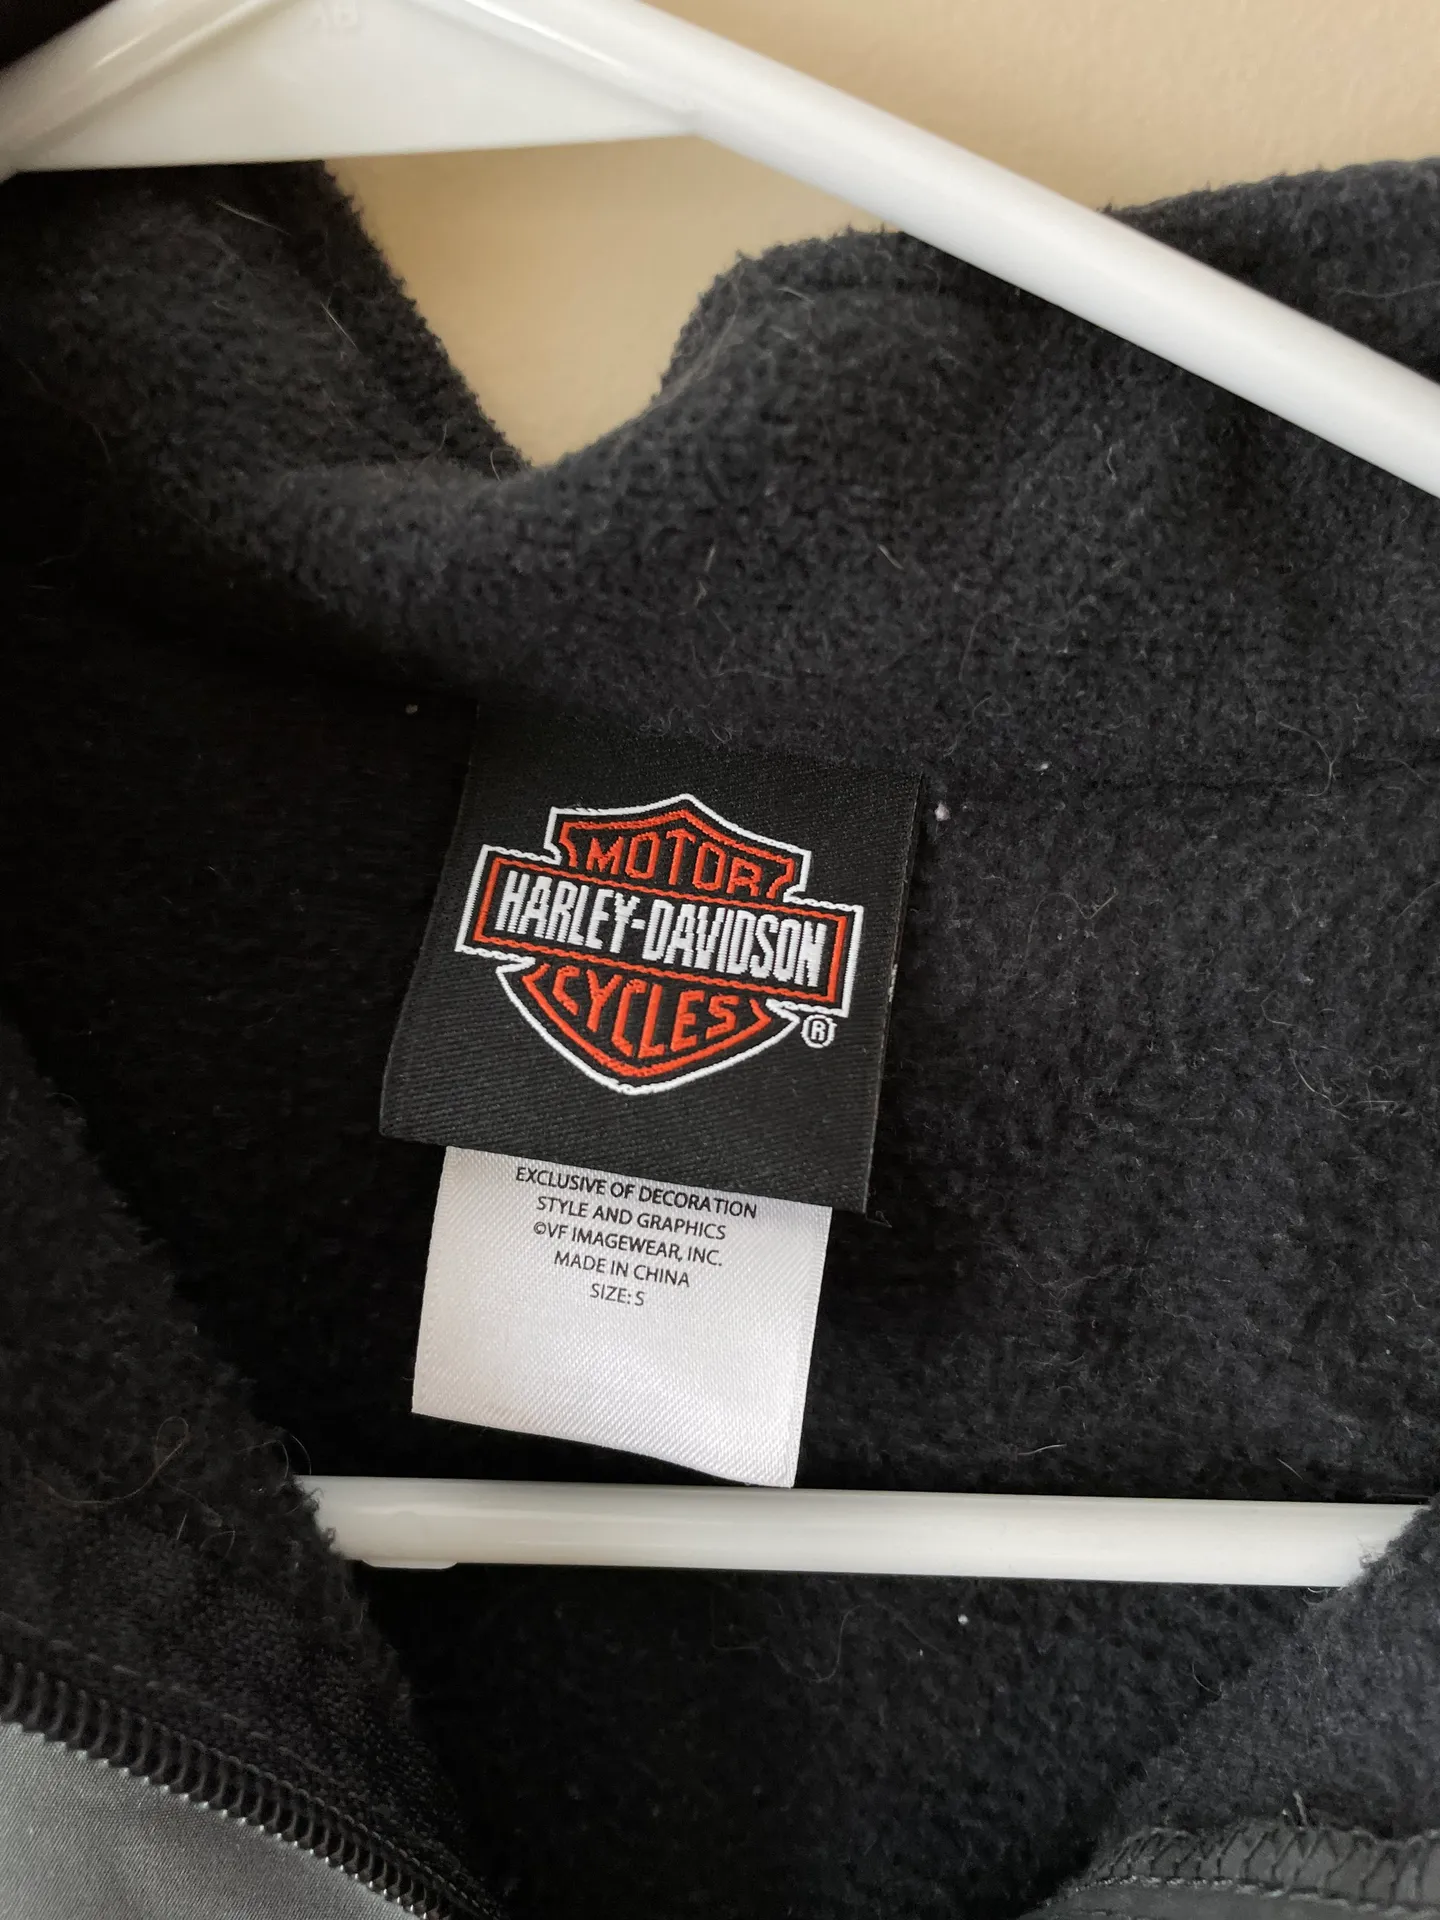 MOTOR
HARLEY-DAVIDSON
CYCLES
®
EXCLUSIVE OF DECORATION
STYLE AND GRAPHICS
©VF IMAGEWEAR, INC.
MADE IN CHINA
SIZE: S